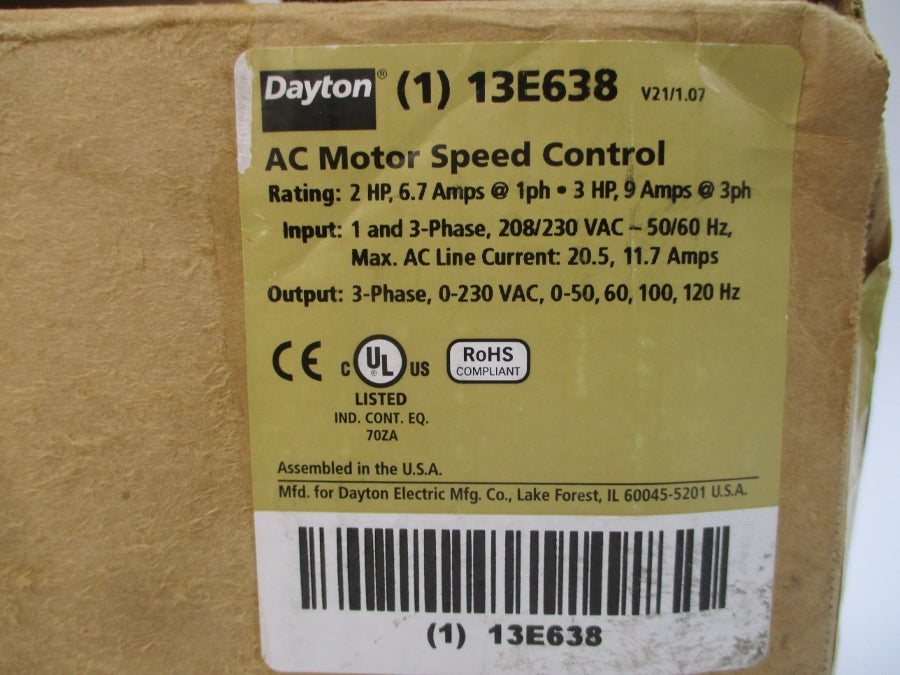 Dayton® (1) 13E638 V21/1.07
AC Motor Speed Control
Rating: 2 HP, 6.7 Amps @ 1ph • 3 HP, 9 Amps @ 3ph
Input: 1 and 3-Phase, 208/230 VAC – 50/60 Hz,
Max. AC Line Current: 20.5, 11.7 Amps
Output: 3-Phase, 0-230 VAC, 0-50, 60, 100, 120 Hz
CE C UL® US RoHS
COMPLIANT
LISTED
IND. CONT. EQ.
70ZA
Assembled in the U.S.A.
Mfd. for Dayton Electric Mfg. Co., Lake Forest, IL 60045-5201 U.S.A.
(1) 13E638